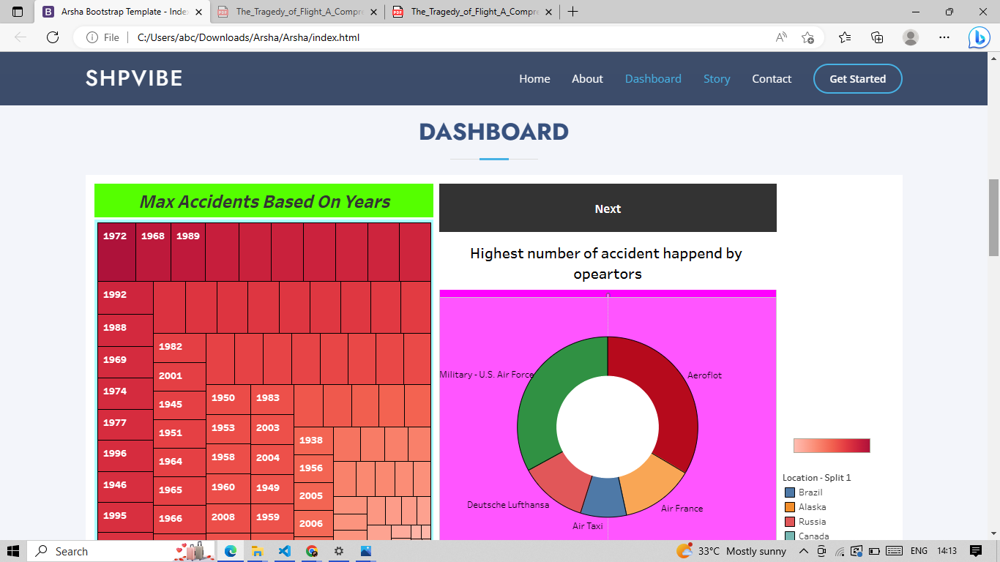 Arsha Bootstrap Template - Index
The_Tragedy_of_Flight_A_Compre
The_Tragedy_of_Flight_A_Compre
File
C:/Users/abc/Downloads/Arsha/Arsha/index.html
SHPVIBE
Home
About
Dashboard
Story
Contact
Get Started
DASHBOARD
Max Accidents Based On Years
Next
Highest number of accident happend by
opeartors
1972
1968
1989
1992
1988
1969
1974
1977
1996
1946
1995
1982
2001
1945
1951
1964
1965
1966
1950
1953
1958
1960
2008
1983
2003
2004
1949
1959
1938
1956
2005
2006
Military - U.S. Air Force
Aeroflot
Deutsche Lufthansa
Air Taxi
Air France
Location - Split 1
Brazil
Alaska
Russia
Canada
Search
33°C Mostly sunny
ENG
14:13